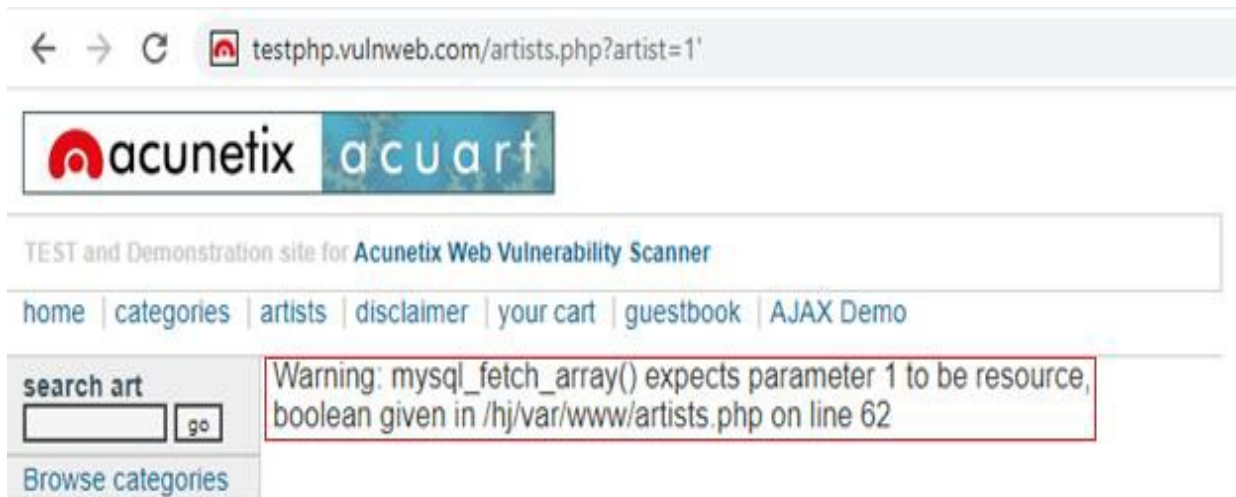 testphp.vulnweb.com/artists.php?artist=1'
acunetix acuart
TEST and Demonstration site for Acunetix Web Vulnerability Scanner
home | categories | artists | disclaimer | your cart | guestbook | AJAX Demo
search art
go
Browse categories
Warning: mysql_fetch_array() expects parameter 1 to be resource,
boolean given in /hj/var/www/artists.php on line 62